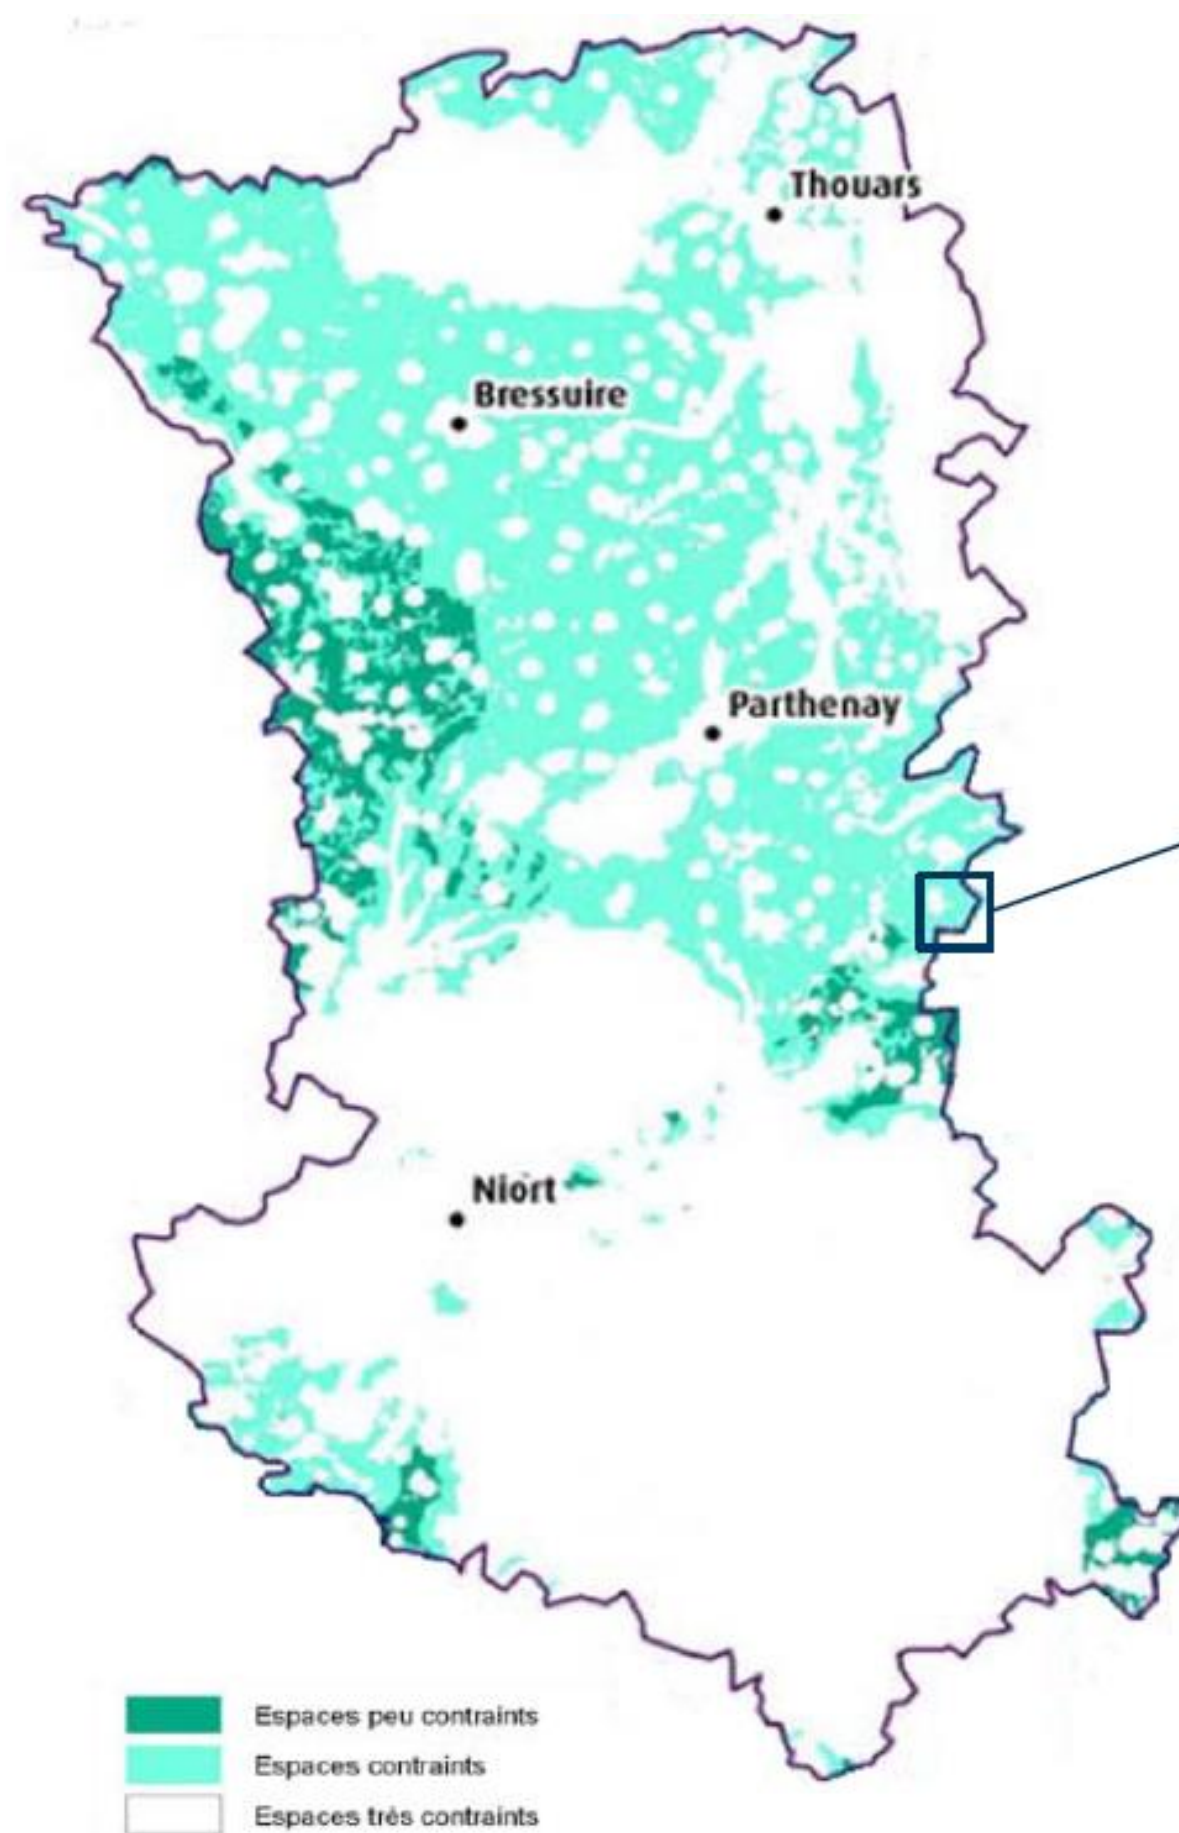 Thouars
Bressuire
Parthenay
Niort
Espaces peu contraints
Espaces contraints
Espaces très contraints